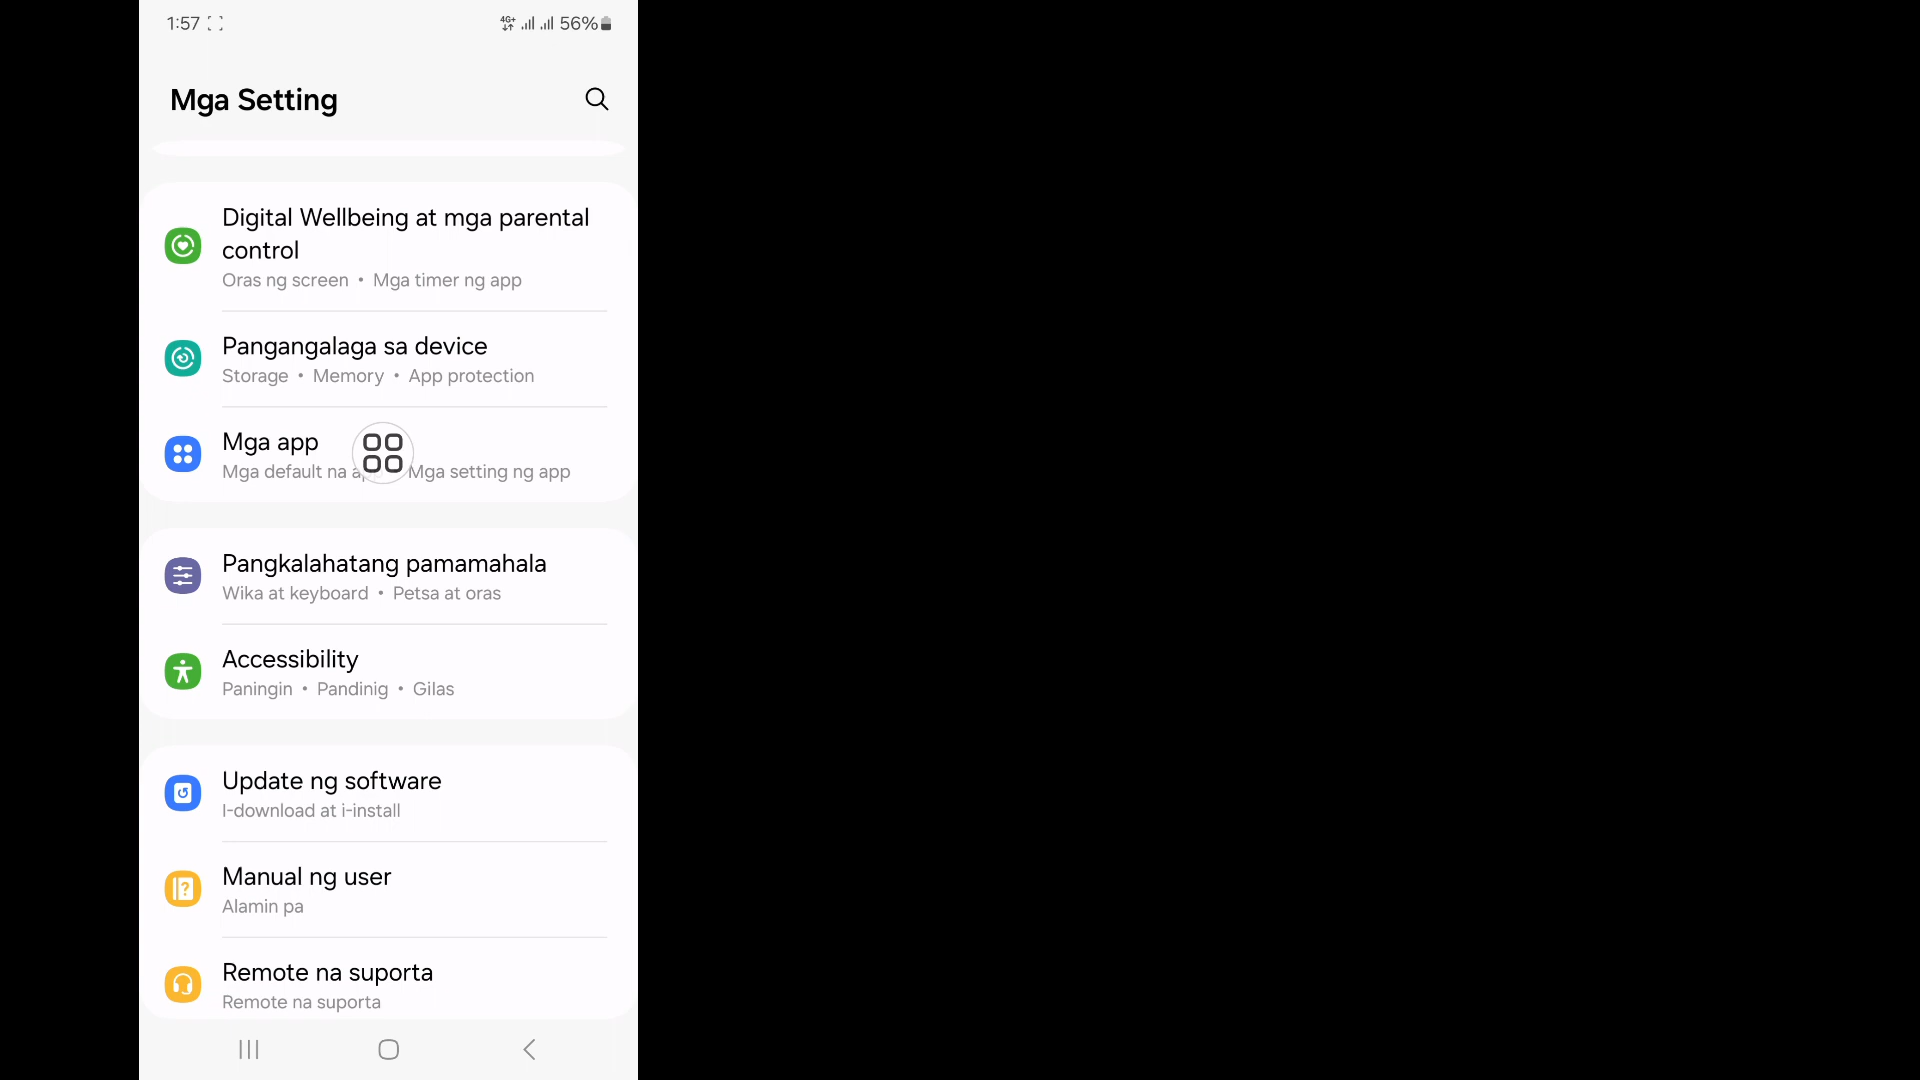 1:57 4G+ 56%
Mga Setting
Digital Wellbeing at mga parental
control
Oras ng screen • Mga timer ng app
Pangangalaga sa device
Storage • Memory • App protection
Mga app
Mga default na Mga setting ng app
Pangkalahatang pamamahala
Wika at keyboard • Petsa at oras
Accessibility
Paningin • Pandinig • Gilas
Update ng software
I-download at i-install
Manual ng user
Alamin pa
Remote na suporta
Remote na suporta